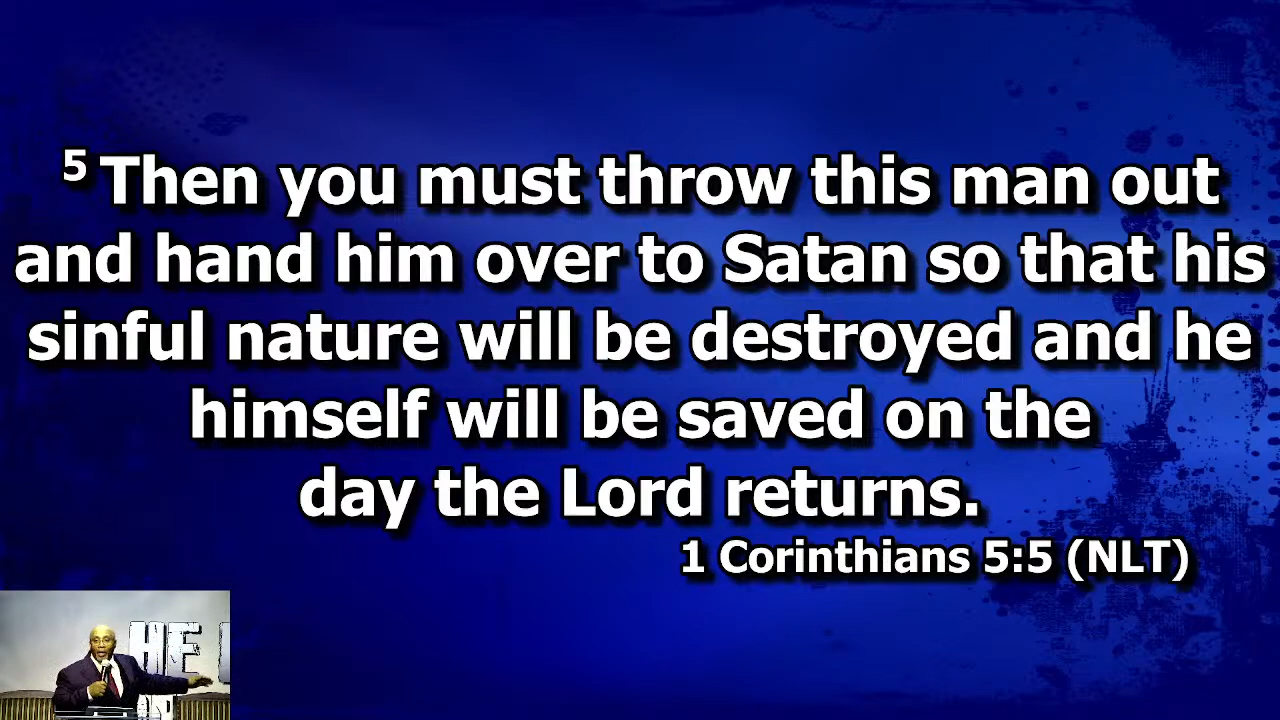 5 Then you must throw this man out
and hand him over to Satan so that his
sinful nature will be destroyed and he
himself will be saved on the
day the Lord returns.
1 Corinthians 5:5 (NLT)
HE